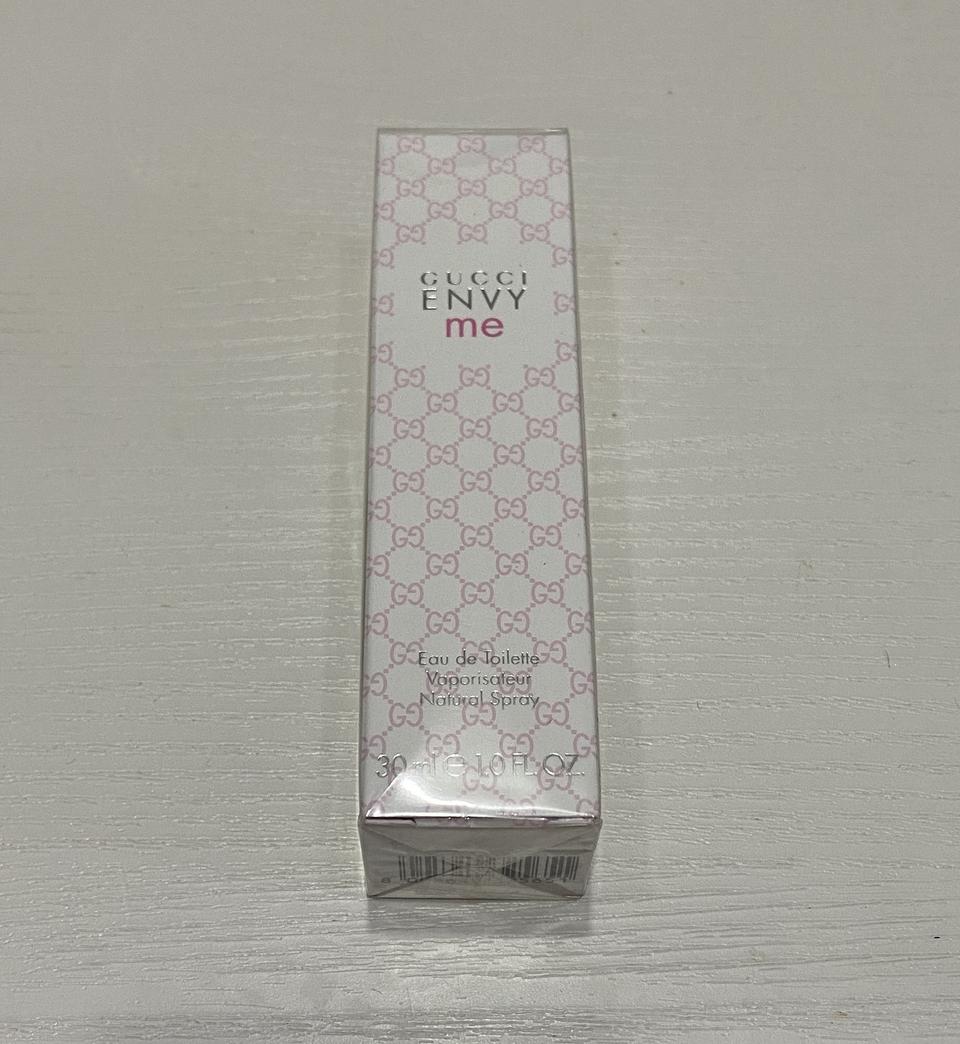 GUCCI
ENVY
me
Eau de Toilette
Vaporisateur
Natural Spray
30 ml ℮ 1.0 FL. OZ.